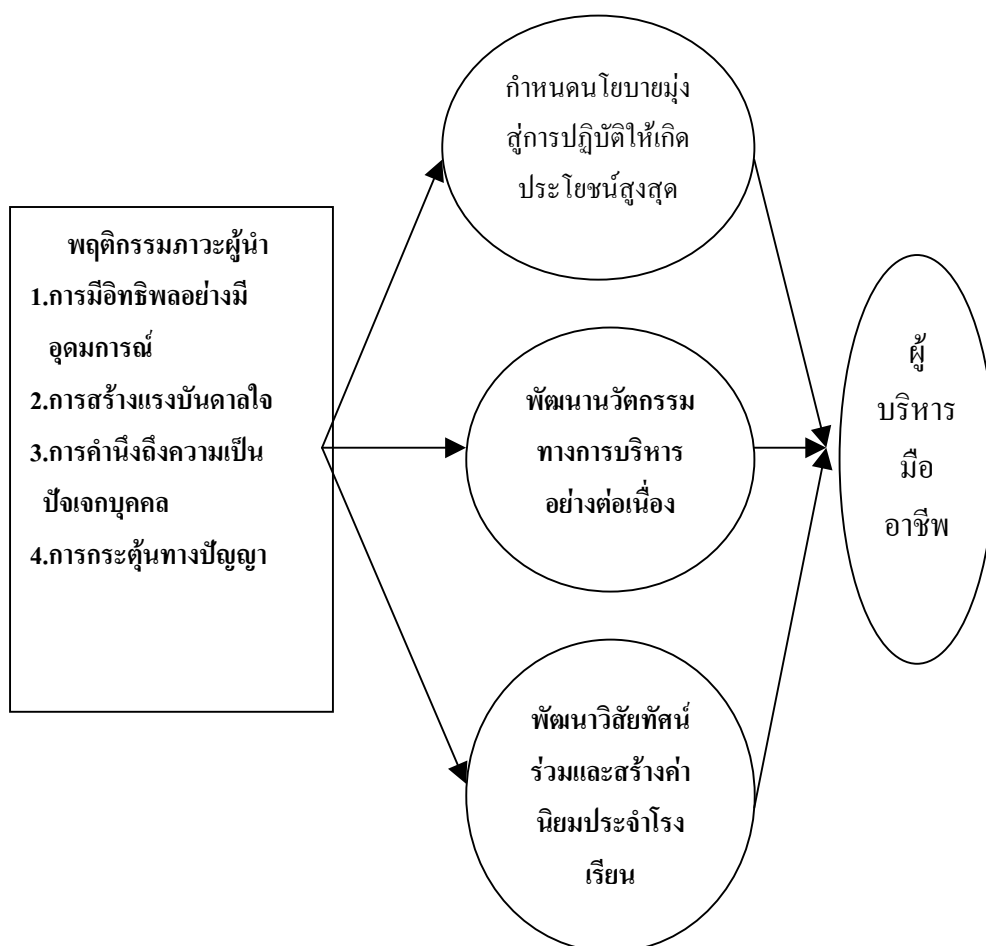 พฤติกรรมภาวะผู้นำ
1.การมีอิทธิพลอย่างมี
อุดมการณ์
2.การสร้างแรงบันดาลใจ
3.การคำนึงถึงความเป็น
ปัจเจกบุคคล
4.การกระตุ้นทางปัญญา
กำหนดนโยบายมุ่ง
สู่การปฏิบัติให้เกิด
ประโยชน์สูงสุด
พัฒนานวัตกรรม
ทางการบริหาร
อย่างต่อเนื่อง
พัฒนาวิสัยทัศน์
ร่วมและสร้างค่า
นิยมประจำโรง
เรียน
ผู้
บริหาร
มือ
อาชีพ